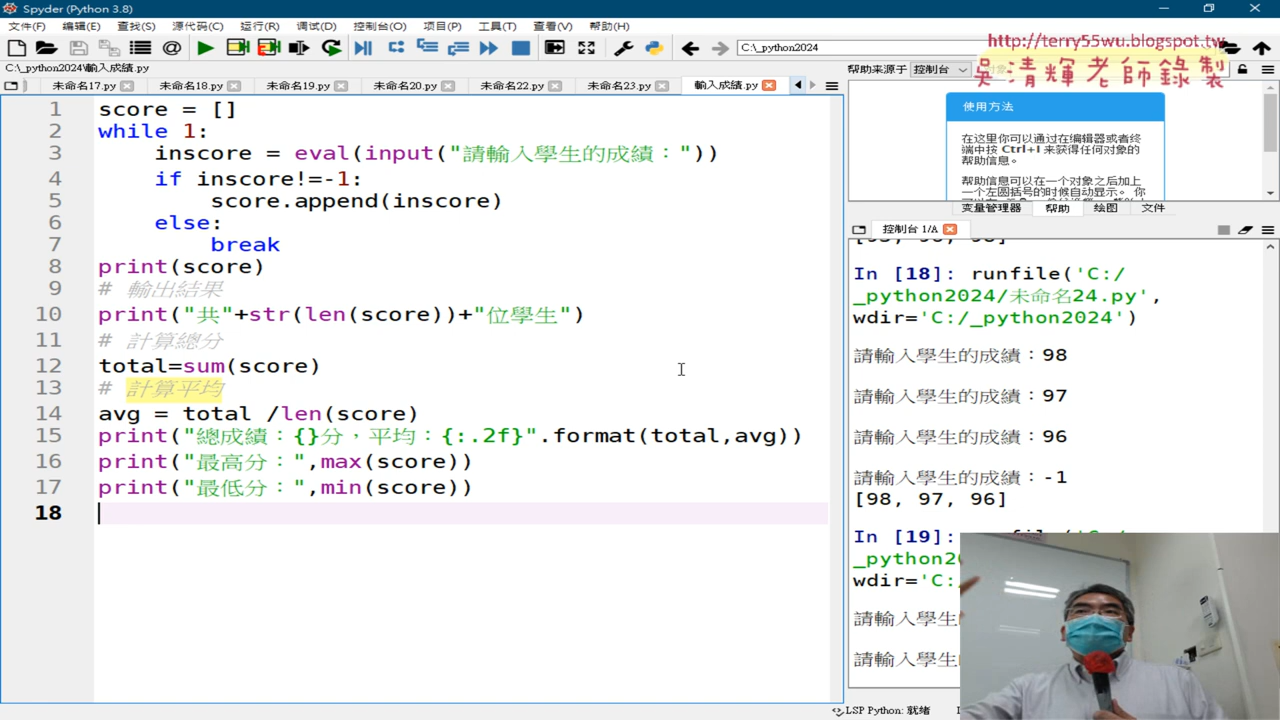 Spyder (Python 3.8)
文件(F) 编辑(E) 查找(S) 源代码(C) 运行(R) 调试(D) 控制台(O) 项目(P) 工具(T) 查看(V) 帮助(H)
C:\_python2024
http://terry55wu.blogspot.tw
吳清輝老師錄製
C:\_python2024\輸入成績.py
未命名17.py 未命名18.py 未命名19.py 未命名20.py 未命名22.py 未命名23.py 輸入成績.py
1 score = []
2 while 1:
3 inscore = eval(input("請輸入學生的成績："))
4 if inscore!=-1:
5 score.append(inscore)
6 else:
7 break
8 print(score)
9 # 輸出結果
10 print("共"+str(len(score))+"位學生")
11 # 計算總分
12 total=sum(score)
13 # 計算平均
14 avg = total /len(score)
15 print("總成績：{}分，平均：{:.2f}".format(total,avg))
16 print("最高分：",max(score))
17 print("最低分：",min(score))
18
帮助来源于 控制台
使用方法
在这里你可以通过在编辑器或者终
端中按 Ctrl+I 来获得任何对象的
帮助信息。
帮助信息可以在一个对象之后加上
一个左圆括号的时候自动显示。 你
变量管理器 帮助 绘图 文件
控制台 1/A
In [18]: runfile('C:/
_python2024/未命名24.py',
wdir='C:/_python2024')
請輸入學生的成績：98
請輸入學生的成績：97
請輸入學生的成績：96
請輸入學生的成績：-1
[98, 97, 96]
In [19]:
_python20
wdir='C:
請輸入學生
請輸入學生
LSP Python: 就绪